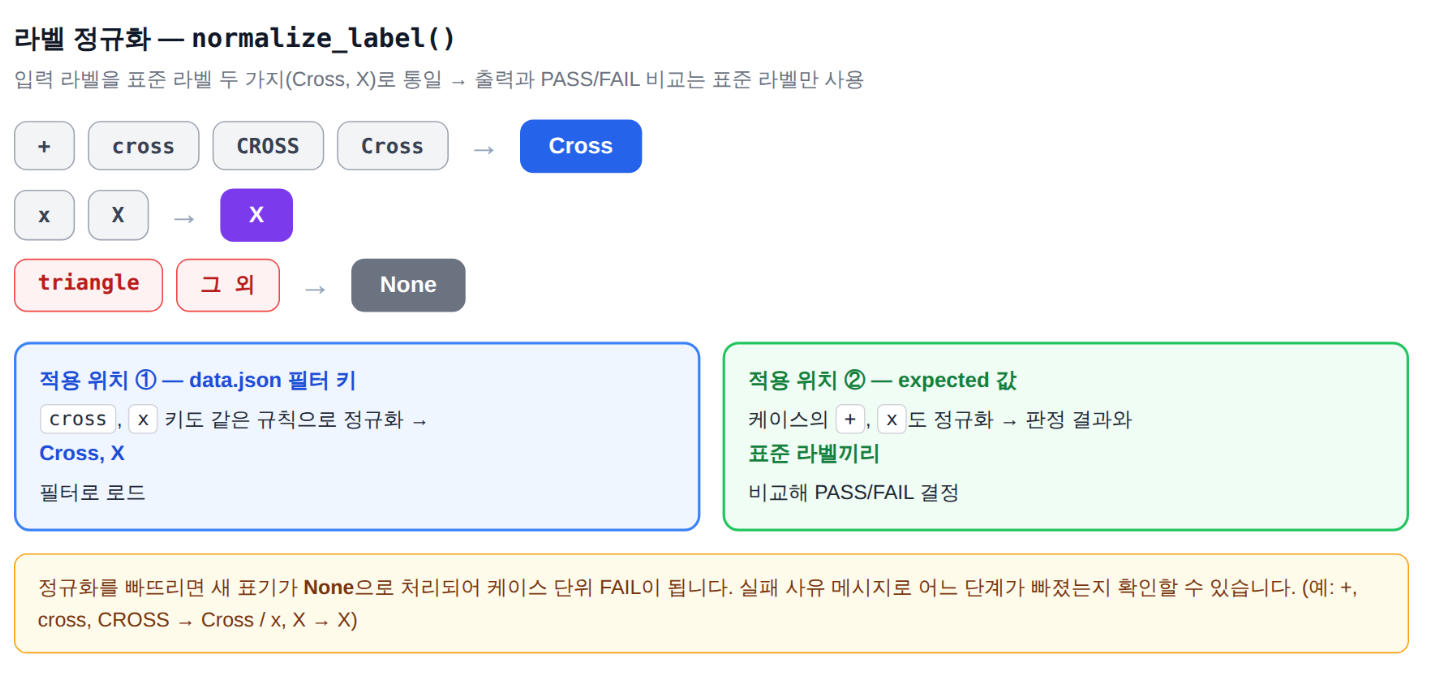 라벨 정규화 — normalize_label()
입력 라벨을 표준 라벨 두 가지(Cross, X)로 통일 → 출력과 PASS/FAIL 비교는 표준 라벨만 사용
+ cross CROSS Cross → Cross
x X → X
triangle 그 외 → None
적용 위치 ① — data.json 필터 키
cross, x 키도 같은 규칙으로 정규화 →
Cross, X
필터로 로드
적용 위치 ② — expected 값
케이스의 +, x도 정규화 → 판정 결과와
표준 라벨끼리
비교해 PASS/FAIL 결정
정규화를 빠뜨리면 새 표기가 None으로 처리되어 케이스 단위 FAIL이 됩니다. 실패 사유 메시지로 어느 단계가 빠졌는지 확인할 수 있습니다. (예: +,
cross, CROSS → Cross / x, X → X)